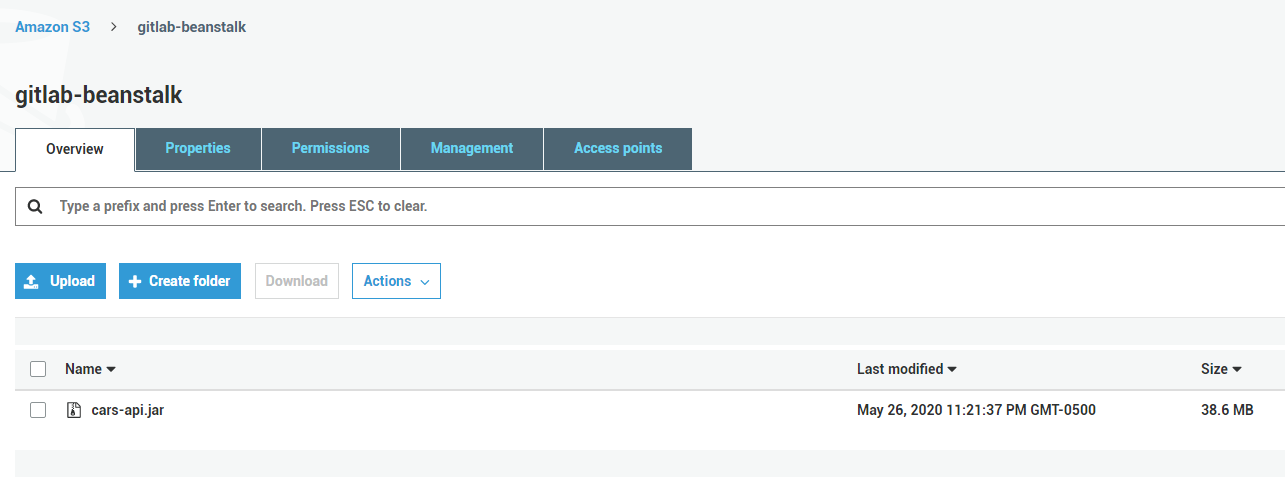 Amazon S3 > gitlab-beanstalk
gitlab-beanstalk
Overview Properties Permissions Management Access points
Type a prefix and press Enter to search. Press ESC to clear.
Upload Create folder Download Actions
Name Last modified Size
cars-api.jar May 26, 2020 11:21:37 PM GMT-0500 38.6 MB